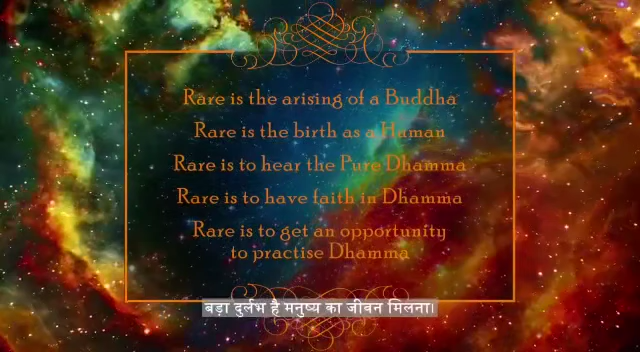 Rare is the arising of a Buddha
Rare is the birth as a Human
Rare is to hear the Pure Dhamma
Rare is to have faith in Dhamma
Rare is to get an opportunity
to practise Dhamma
बड़ा दुर्लभ है मनुष्य का जीवन मिलना।